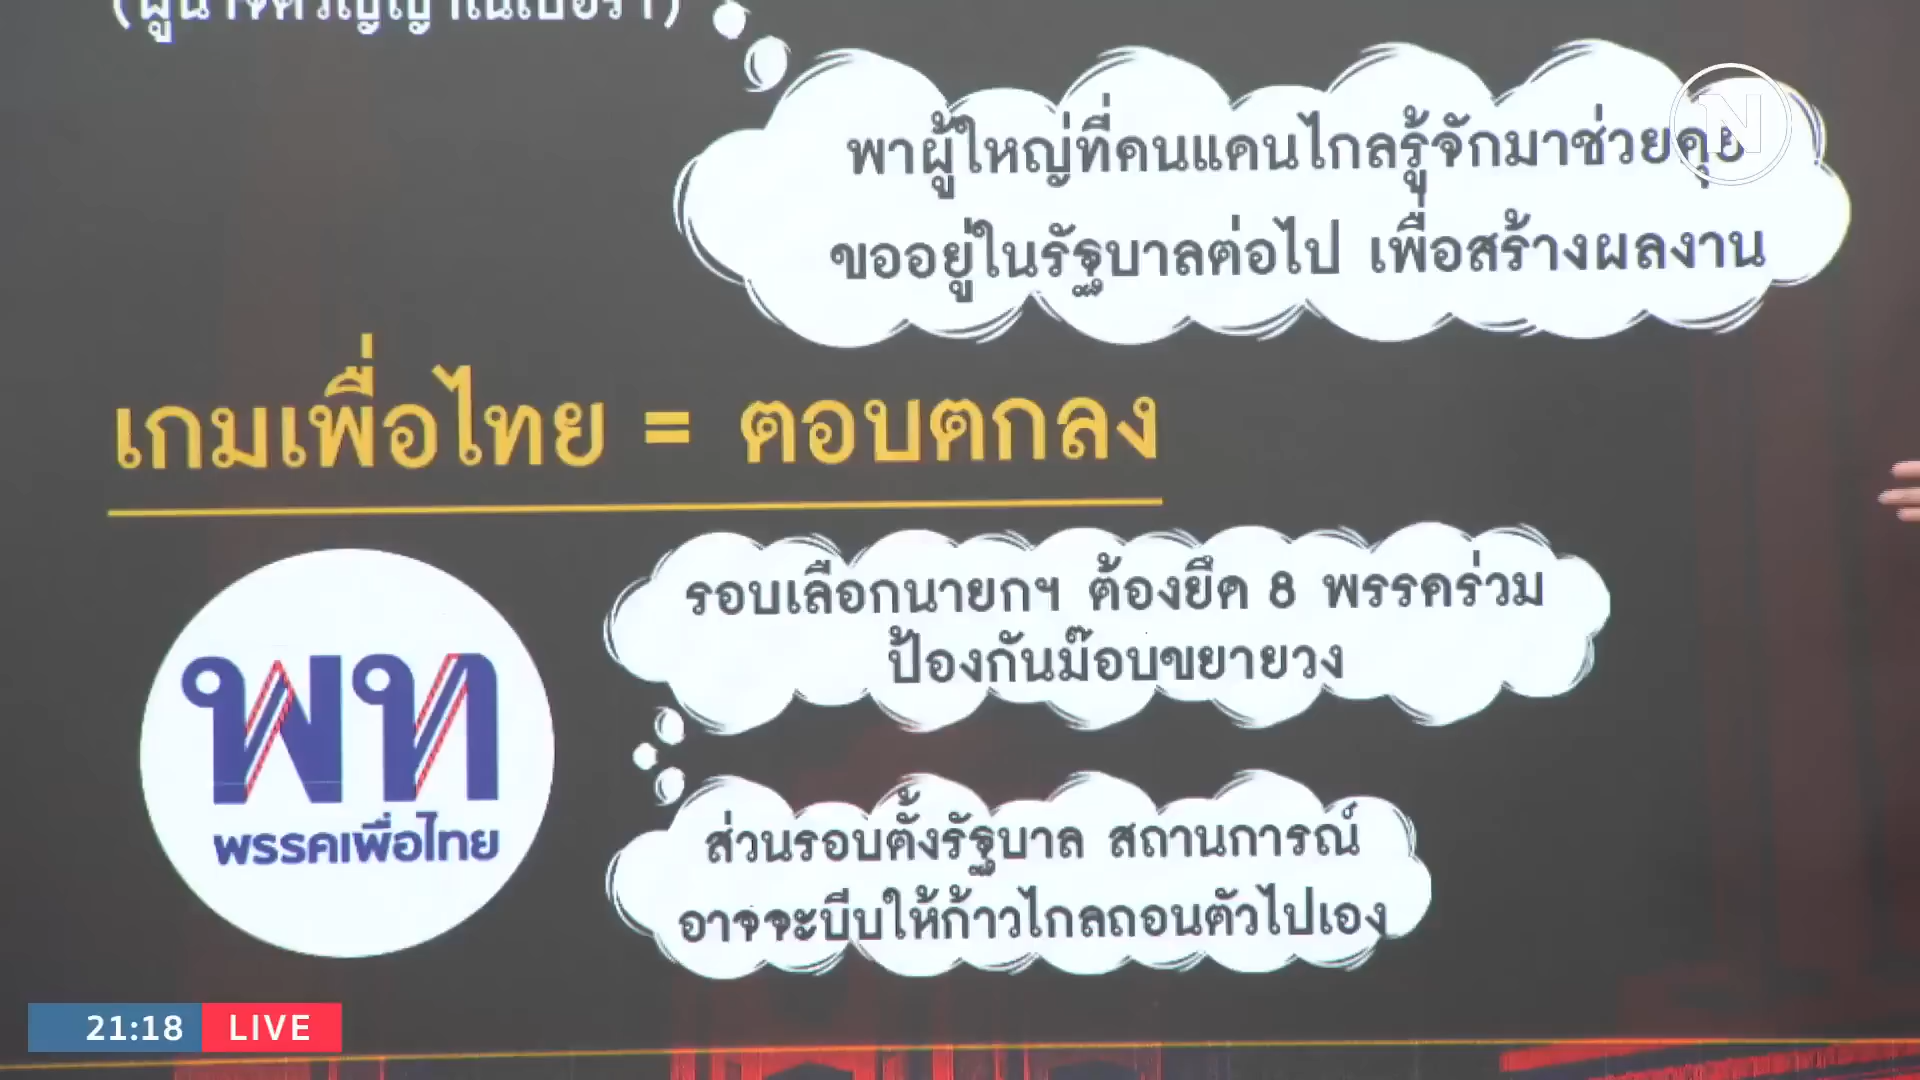 พาผู้ใหญ่ที่คนแดนไกลรู้จักมาช่วยคุย
ขออยู่ในรัฐบาลต่อไป เพื่อสร้างผลงาน
N
เกมเพื่อไทย = ตอบตกลง
รอบเลือกนายกฯ ต้องยึด 8 พรรคร่วม
ป้องกันม๊อบขยายวง
พท
พรรคเพื่อไทย
ส่วนรอบตั้งรัฐบาล สถานการณ์
อาจจะบีบให้ก้าวไกลถอนตัวไปเอง
21:18 LIVE